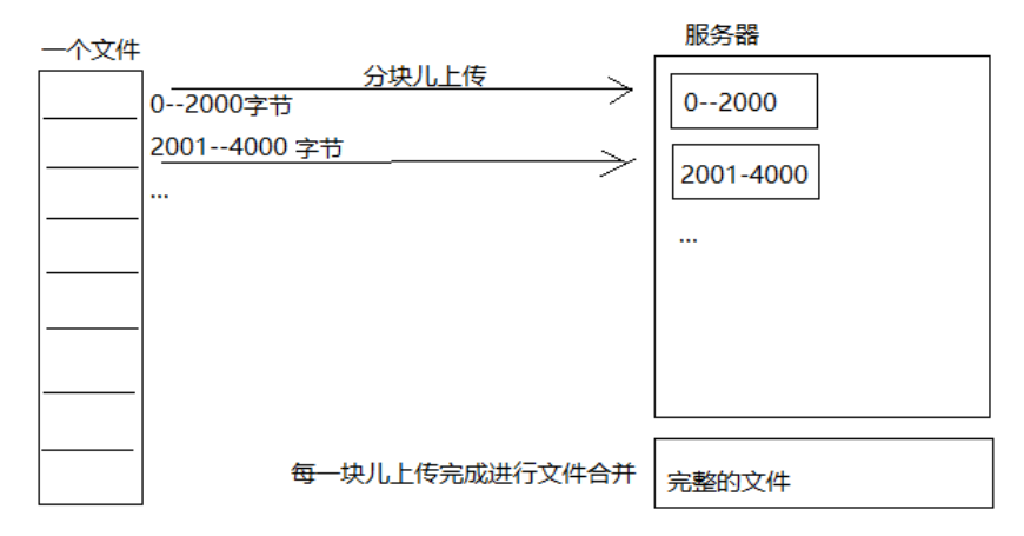 一个文件
服务器
分块儿上传
0--2000字节
0--2000
2001--4000 字节
2001-4000
...
...
每一块儿上传完成进行文件合并
完整的文件